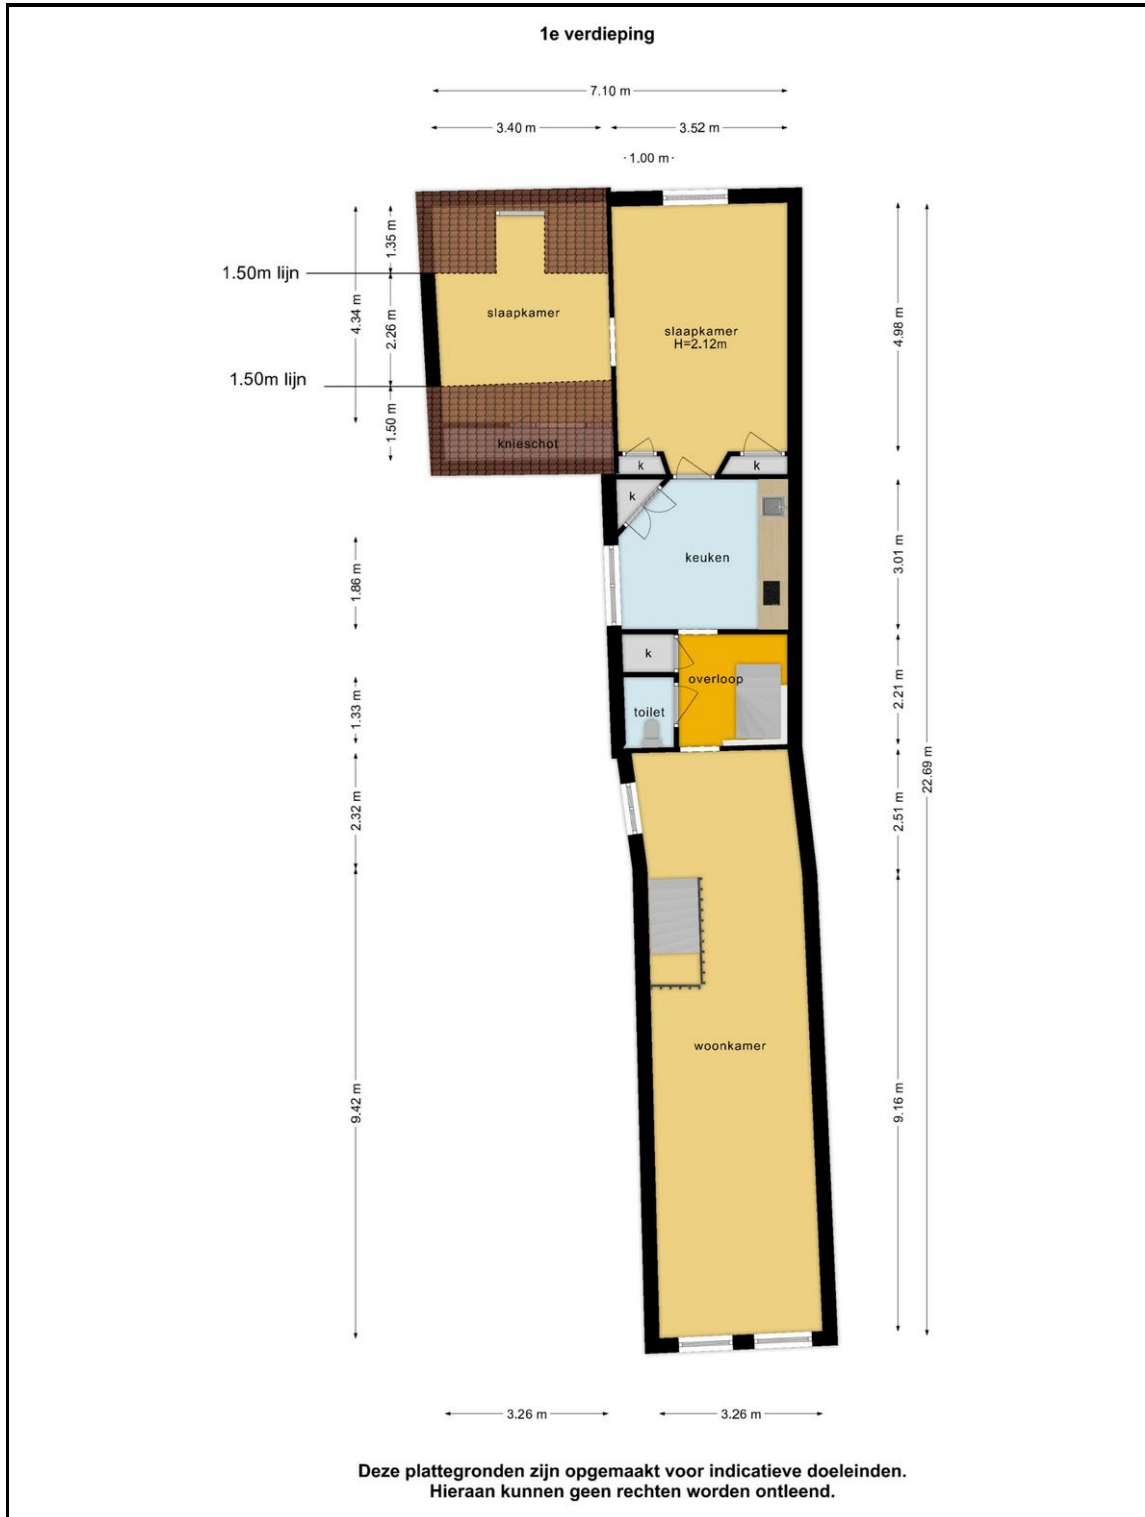 1e verdieping
7.10 m
3.40 m
3.52 m
1.00 m
1.35 m
1.50m lijn
4.34 m
2.26 m
slaapkamer
slaapkamer
H=2.12m
4.98 m
1.50m lijn
1.50 m
knieschot
k
k
k
keuken
3.01 m
1.86 m
k
overloop
2.21 m
toilet
1.33 m
22.69 m
2.32 m
2.51 m
woonkamer
9.42 m
9.16 m
3.26 m
3.26 m
Deze plattegronden zijn opgemaakt voor indicatieve doeleinden.
Hieraan kunnen geen rechten worden ontleend.